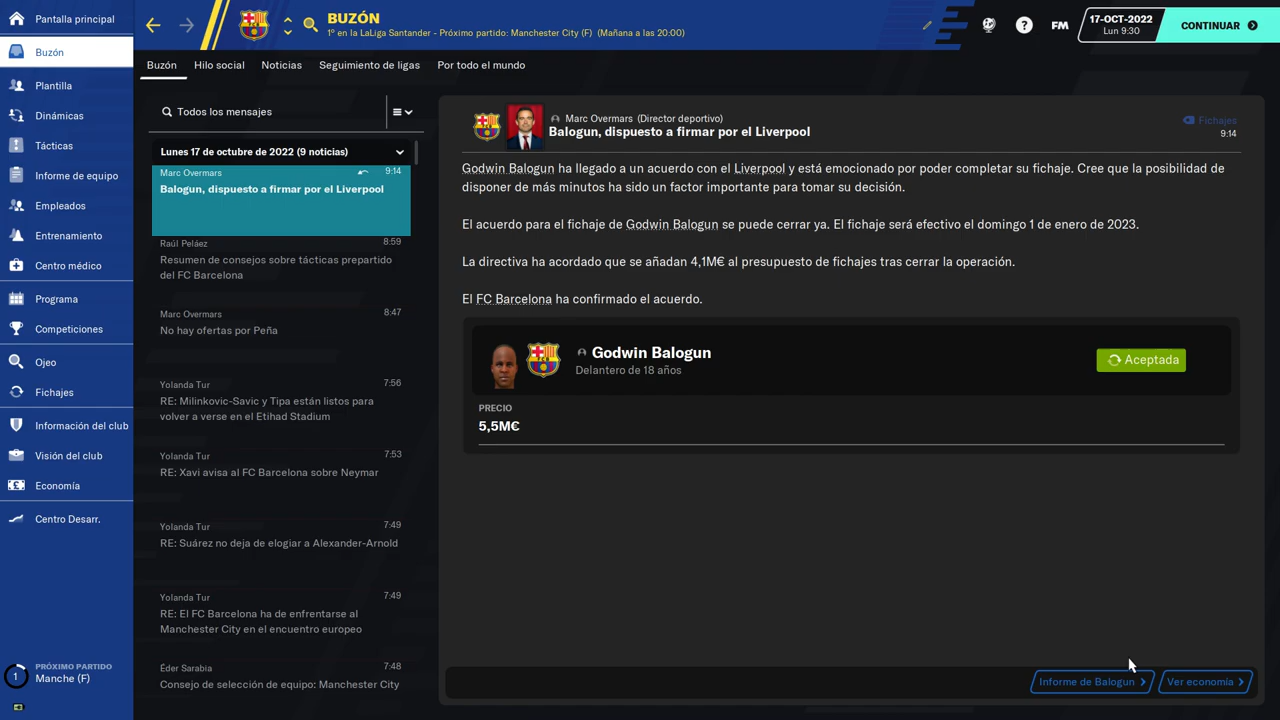 Pantalla principal
Buzón
Plantilla
Dinámicas
Tácticas
Informe de equipo
Empleados
Entrenamiento
Centro médico
Programa
Competiciones
Ojeo
Fichajes
Información del club
Visión del club
Economía
Centro Desarr.
1
PRÓXIMO PARTIDO
Manche (F)
BUZÓN
1º en la LaLiga Santander - Próximo partido: Manchester City (F) (Mañana a las 20:00)
FM
17-OCT-2022
Lun 9:30
CONTINUAR
Buzón Hilo social Noticias Seguimiento de ligas Por todo el mundo
Todos los mensajes
Lunes 17 de octubre de 2022 (9 noticias)
Marc Overmars 9:14
Balogun, dispuesto a firmar por el Liverpool
Raúl Peláez 8:59
Resumen de consejos sobre tácticas prepartido
del FC Barcelona
Marc Overmars 8:47
No hay ofertas por Peña
Yolanda Tur 7:56
RE: Milinkovic-Savic y Tipa están listos para
volver a verse en el Etihad Stadium
Yolanda Tur 7:53
RE: Xavi avisa al FC Barcelona sobre Neymar
Yolanda Tur 7:49
RE: Suárez no deja de elogiar a Alexander-Arnold
Yolanda Tur 7:49
RE: El FC Barcelona ha de enfrentarse al
Manchester City en el encuentro europeo
Éder Sarabia 7:48
Consejo de selección de equipo: Manchester City
Marc Overmars (Director deportivo)
Balogun, dispuesto a firmar por el Liverpool
Fichajes
9:14
Godwin Balogun ha llegado a un acuerdo con el Liverpool y está emocionado por poder completar su fichaje. Cree que la posibilidad de
disponer de más minutos ha sido un factor importante para tomar su decisión.
El acuerdo para el fichaje de Godwin Balogun se puede cerrar ya. El fichaje será efectivo el domingo 1 de enero de 2023.
La directiva ha acordado que se añadan 4,1M€ al presupuesto de fichajes tras cerrar la operación.
El FC Barcelona ha confirmado el acuerdo.
Godwin Balogun
Delantero de 18 años
Aceptada
PRECIO
5,5M€
Informe de Balogun
Ver economía